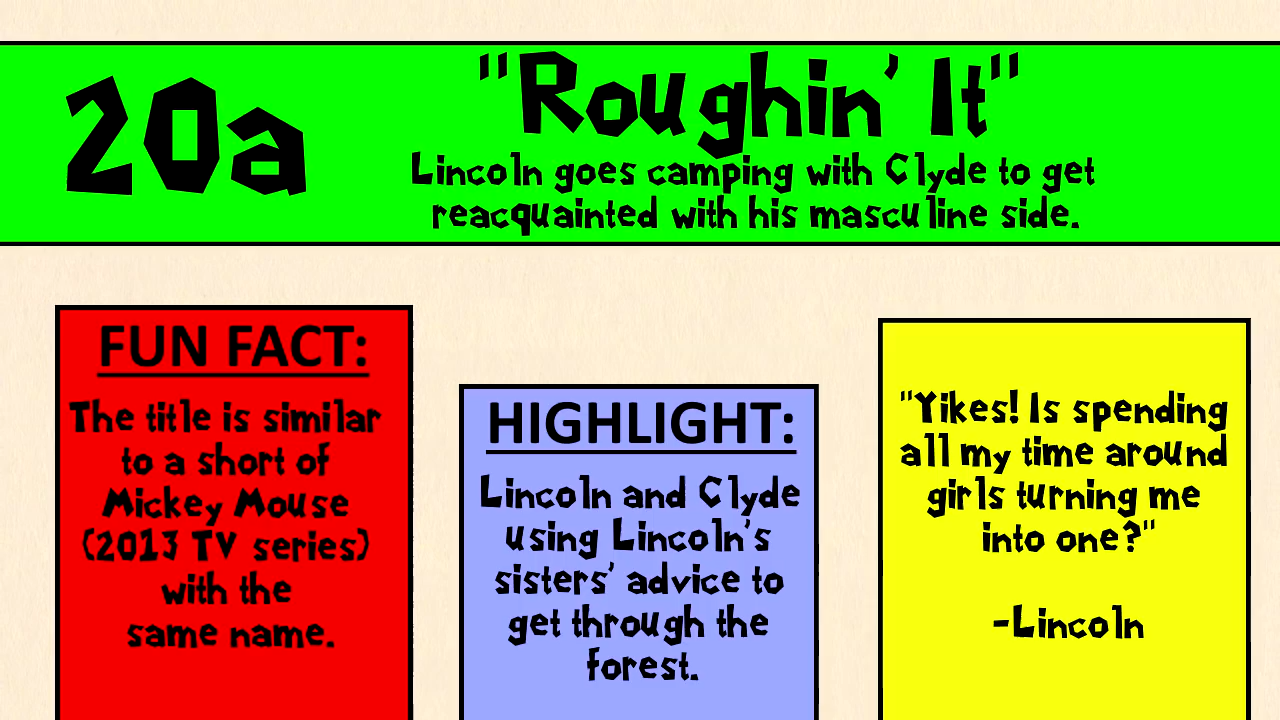 20a
"Roughin' It"
Lincoln goes camping with Clyde to get
reacquainted with his masculine side.
FUN FACT:
The title is similar
to a short of
Mickey Mouse
(2013 TV series)
with the
same name.
HIGHLIGHT:
Lincoln and Clyde
using Lincoln's
sisters' advice to
get through the
forest.
"Yikes! Is spending
all my time around
girls turning me
into one?"
-Lincoln